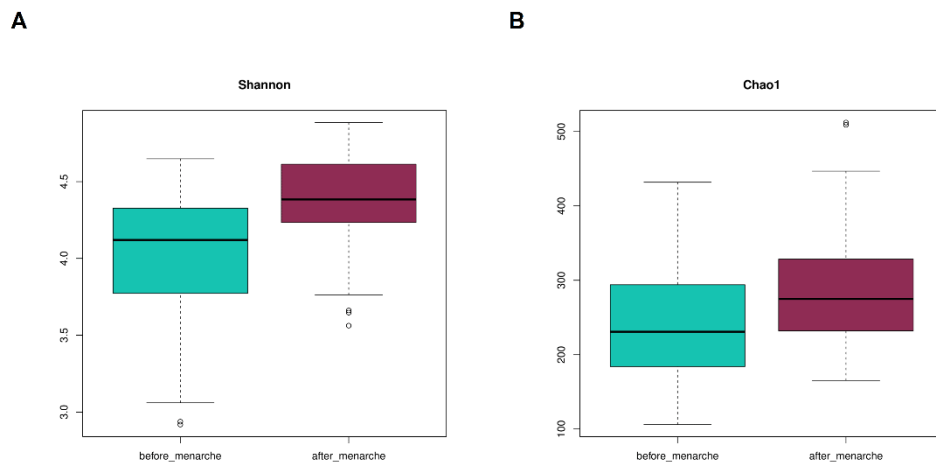 A
B
Shannon
Chao1
4.5
4.0
3.5
3.0
before_menarche
after_menarche
500
400
300
200
100
before_menarche
after_menarche